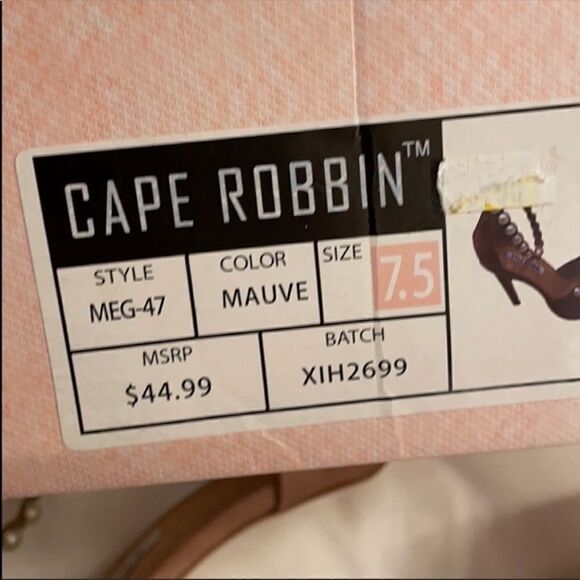 CAPE ROBBIN™
STYLE
MEG-47
COLOR
MAUVE
SIZE
7.5
MSRP
$44.99
BATCH
XIH2699